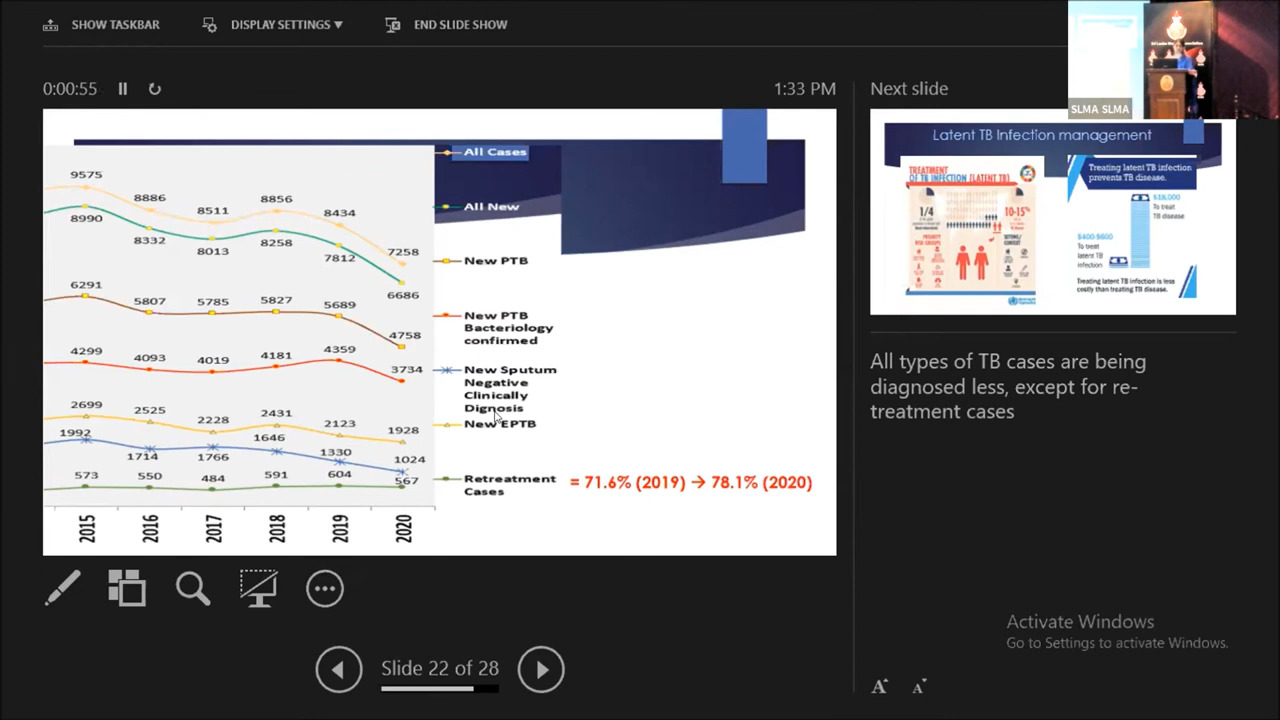 SHOW TASKBAR
DISPLAY SETTINGS ▼
END SLIDE SHOW
SLMA SLMA
0:00:55
1:33 PM
Next slide
9575
8886
8511
8856
8434
7258
8990
8332
8013
8258
7812
6686
6291
5807
5785
5827
5689
4758
4299
4093
4019
4181
4359
3734
2699
2525
2228
2431
2123
1928
1992
1714
1766
1646
1330
1024
573
550
484
591
604
567
2015
2016
2017
2018
2019
2020
All Cases
All New
New PTB
New PTB
Bacteriology
confirmed
New Sputum
Negative
Clinically
Dignosis
New EPTB
Retreatment
Cases
= 71.6% (2019) → 78.1% (2020)
Latent TB Infection management
TREATMENT
OF TB INFECTION (LATENT TB)
1/4
10-15%
Treating latent TB infection
prevents TB disease.
To treat
TB disease
$400-$600
To treat
latent TB
infection
Treating latent TB infection is less
costly than treating TB disease.
All types of TB cases are being
diagnosed less, except for re-
treatment cases
Activate Windows
Go to Settings to activate Windows.
Slide 22 of 28
A
A